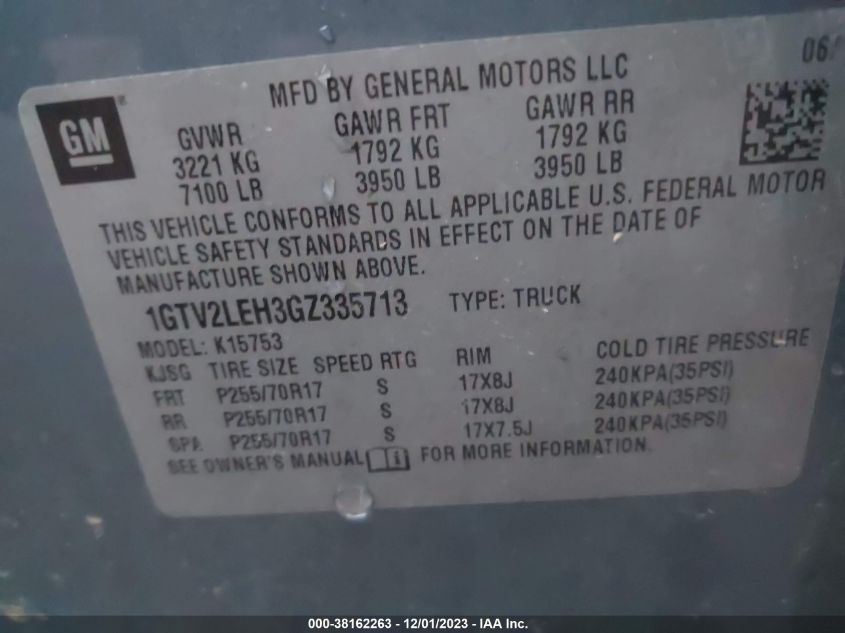 06/
MFD BY GENERAL MOTORS LLC
GM
GVWR GAWR FRT GAWR RR
3221 KG 1792 KG 1792 KG
7100 LB 3950 LB 3950 LB
THIS VEHICLE CONFORMS TO ALL APPLICABLE U.S. FEDERAL MOTOR
VEHICLE SAFETY STANDARDS IN EFFECT ON THE DATE OF
MANUFACTURE SHOWN ABOVE.
1GTV2LEH3GZ335713 TYPE: TRUCK
MODEL: K15753
KJSG TIRE SIZE SPEED RTG RIM COLD TIRE PRESSURE
FRT P255/70R17 S 17X8J 240KPA(35PSI)
RR P255/70R17 S 17X8J 240KPA(35PSI)
SPA P255/70R17 S 17X7.5J 240KPA(35PSI)
SEE OWNER'S MANUAL FOR MORE INFORMATION.
000-38162263 - 12/01/2023 - IAA Inc.